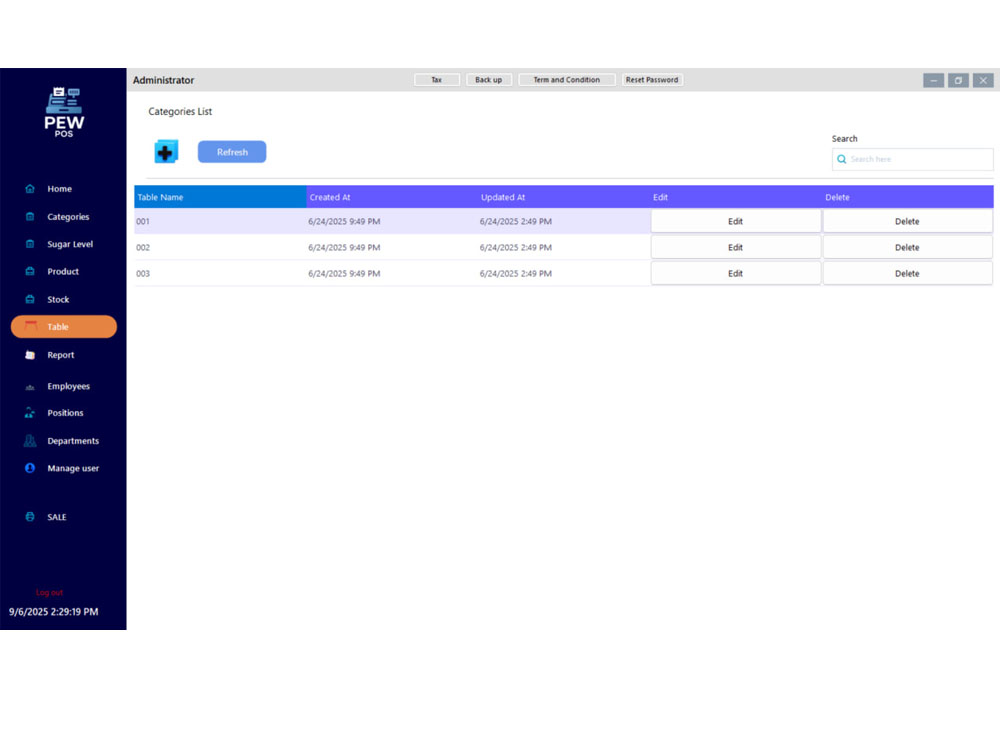 PEW
POS
Administrator
Tax
Back up
Term and Condition
Reset Password
Categories List
Refresh
Search
Search here
Home
Categories
Sugar Level
Product
Stock
Table
Report
Employees
Positions
Departments
Manage user
SALE
Log out
9/6/2025 2:29:19 PM
Table Name Created At Updated At Edit Delete
001 6/24/2025 9:49 PM 6/24/2025 2:49 PM Edit Delete
002 6/24/2025 9:49 PM 6/24/2025 2:49 PM Edit Delete
003 6/24/2025 9:49 PM 6/24/2025 2:49 PM Edit Delete